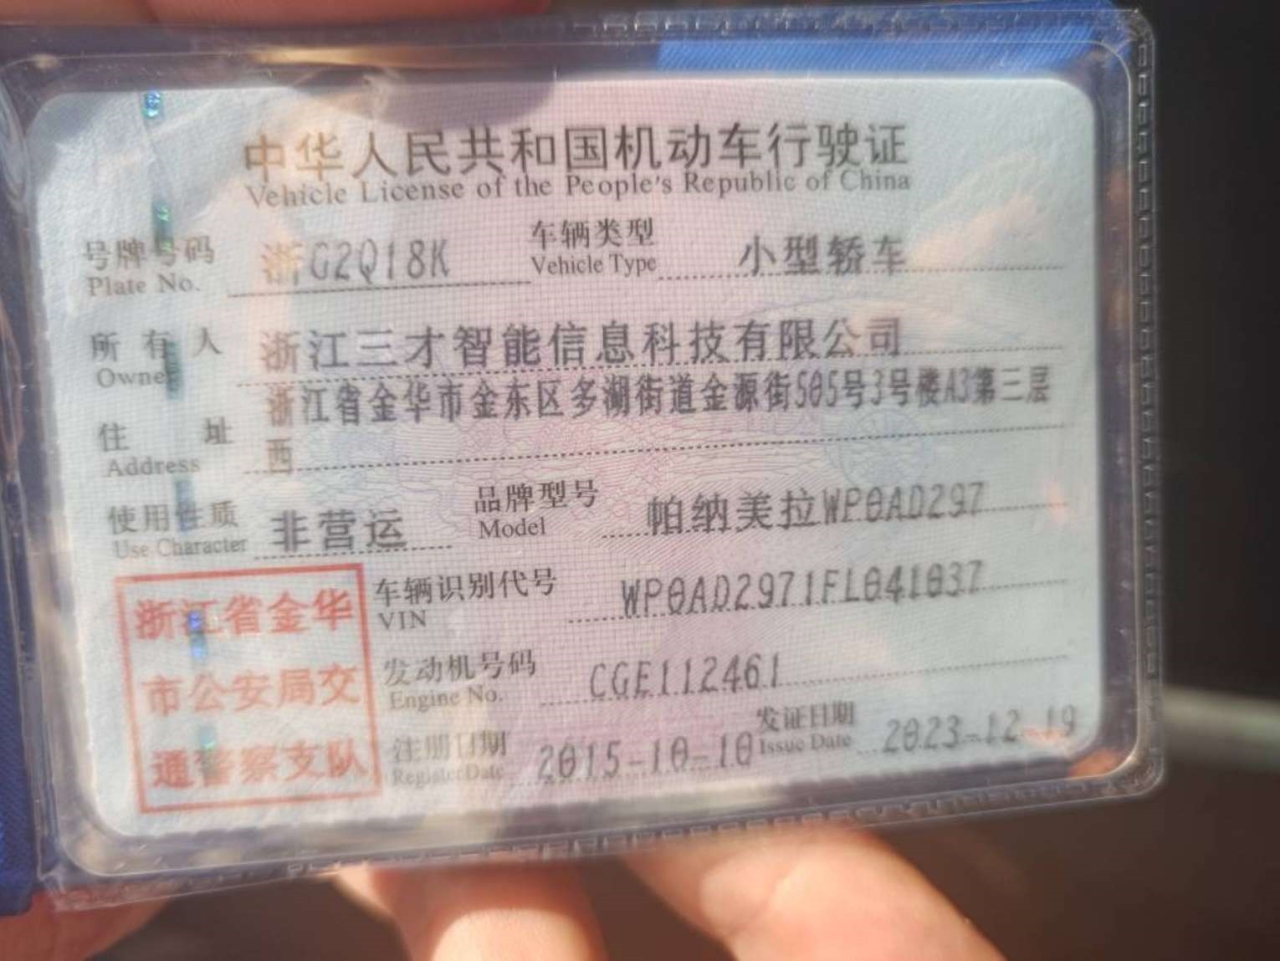 中华人民共和国机动车行驶证
Vehicle License of the People's Republic of China
号牌号码 浙G2Q18K 车辆类型 小型轿车
Plate No. Vehicle Type
所有人 浙江三才智能信息科技有限公司
Owner
浙江省金华市金东区多湖街道金源街505号3号楼A3第三层
住址 西
Address
使用性质 非营运 品牌型号 帕纳美拉WP0AD297
Use Character Model
车辆识别代号 WP0AD2971FL041037
VIN
发动机号码 CGE112461
Engine No.
注册日期 2015-10-10 发证日期 2023-12-19
Register Date Issue Date
浙江省金华
市公安局交
通警察支队